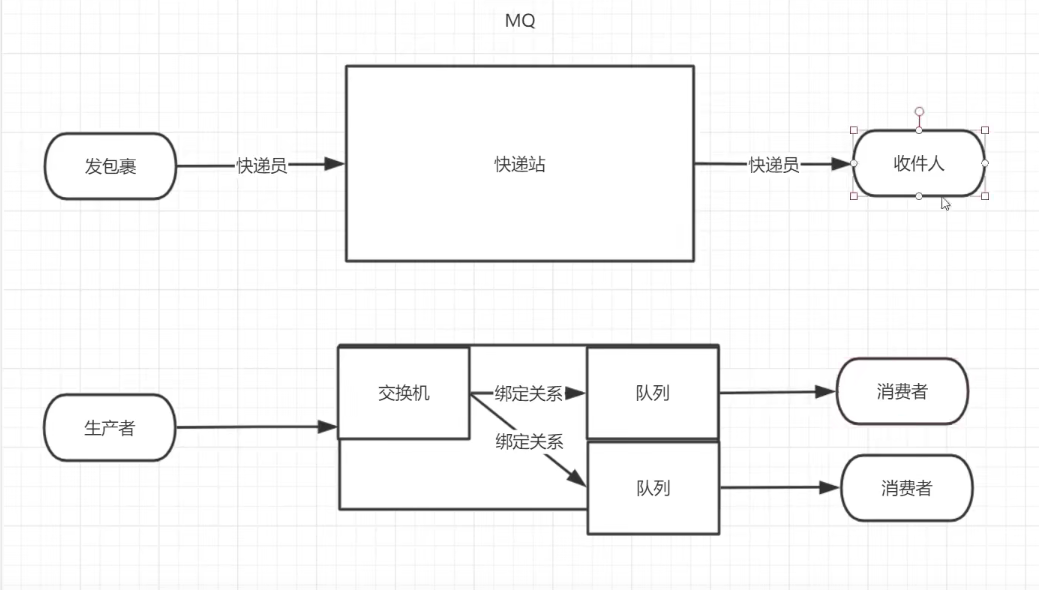 MQ
发包裹
快递员
快递站
快递员
收件人
生产者
交换机
绑定关系
队列
消费者
绑定关系
队列
消费者